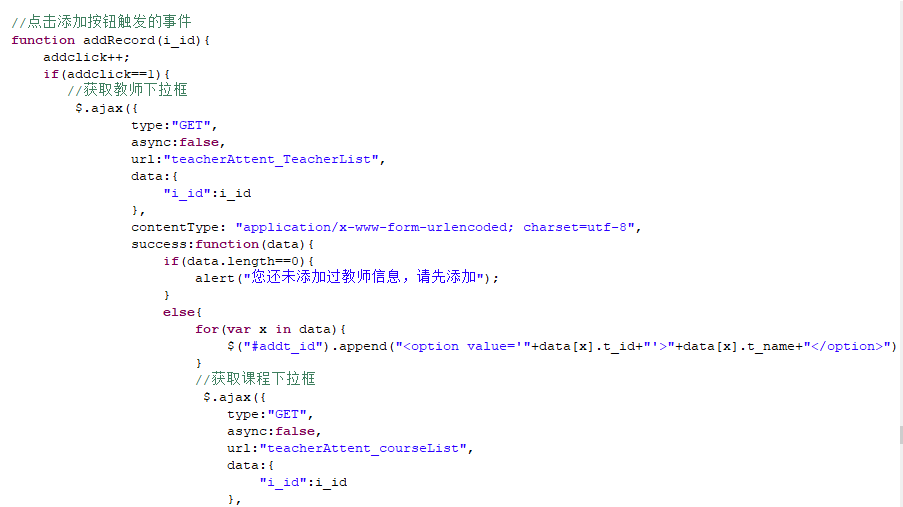 //点击添加按钮触发的事件
function addRecord(i_id){
    addclick++;
    if(addclick==1){
       //获取教师下拉框
        $.ajax({
               type:"GET",
               async:false,
               url:"teacherAttent_TeacherList",
               data:{
                   "i_id":i_id
               },
               contentType: "application/x-www-form-urlencoded; charset=utf-8",
               success:function(data){
                   if(data.length==0){
                       alert("您还未添加过教师信息，请先添加");
                   }
                   else{
                       for(var x in data){
                           $("#addt_id").append("<option value='"+data[x].t_id+"'>"+data[x].t_name+"</option>")
                       }
                       //获取课程下拉框
                        $.ajax({
                           type:"GET",
                           async:false,
                           url:"teacherAttent_courseList",
                           data:{
                               "i_id":i_id
                           },